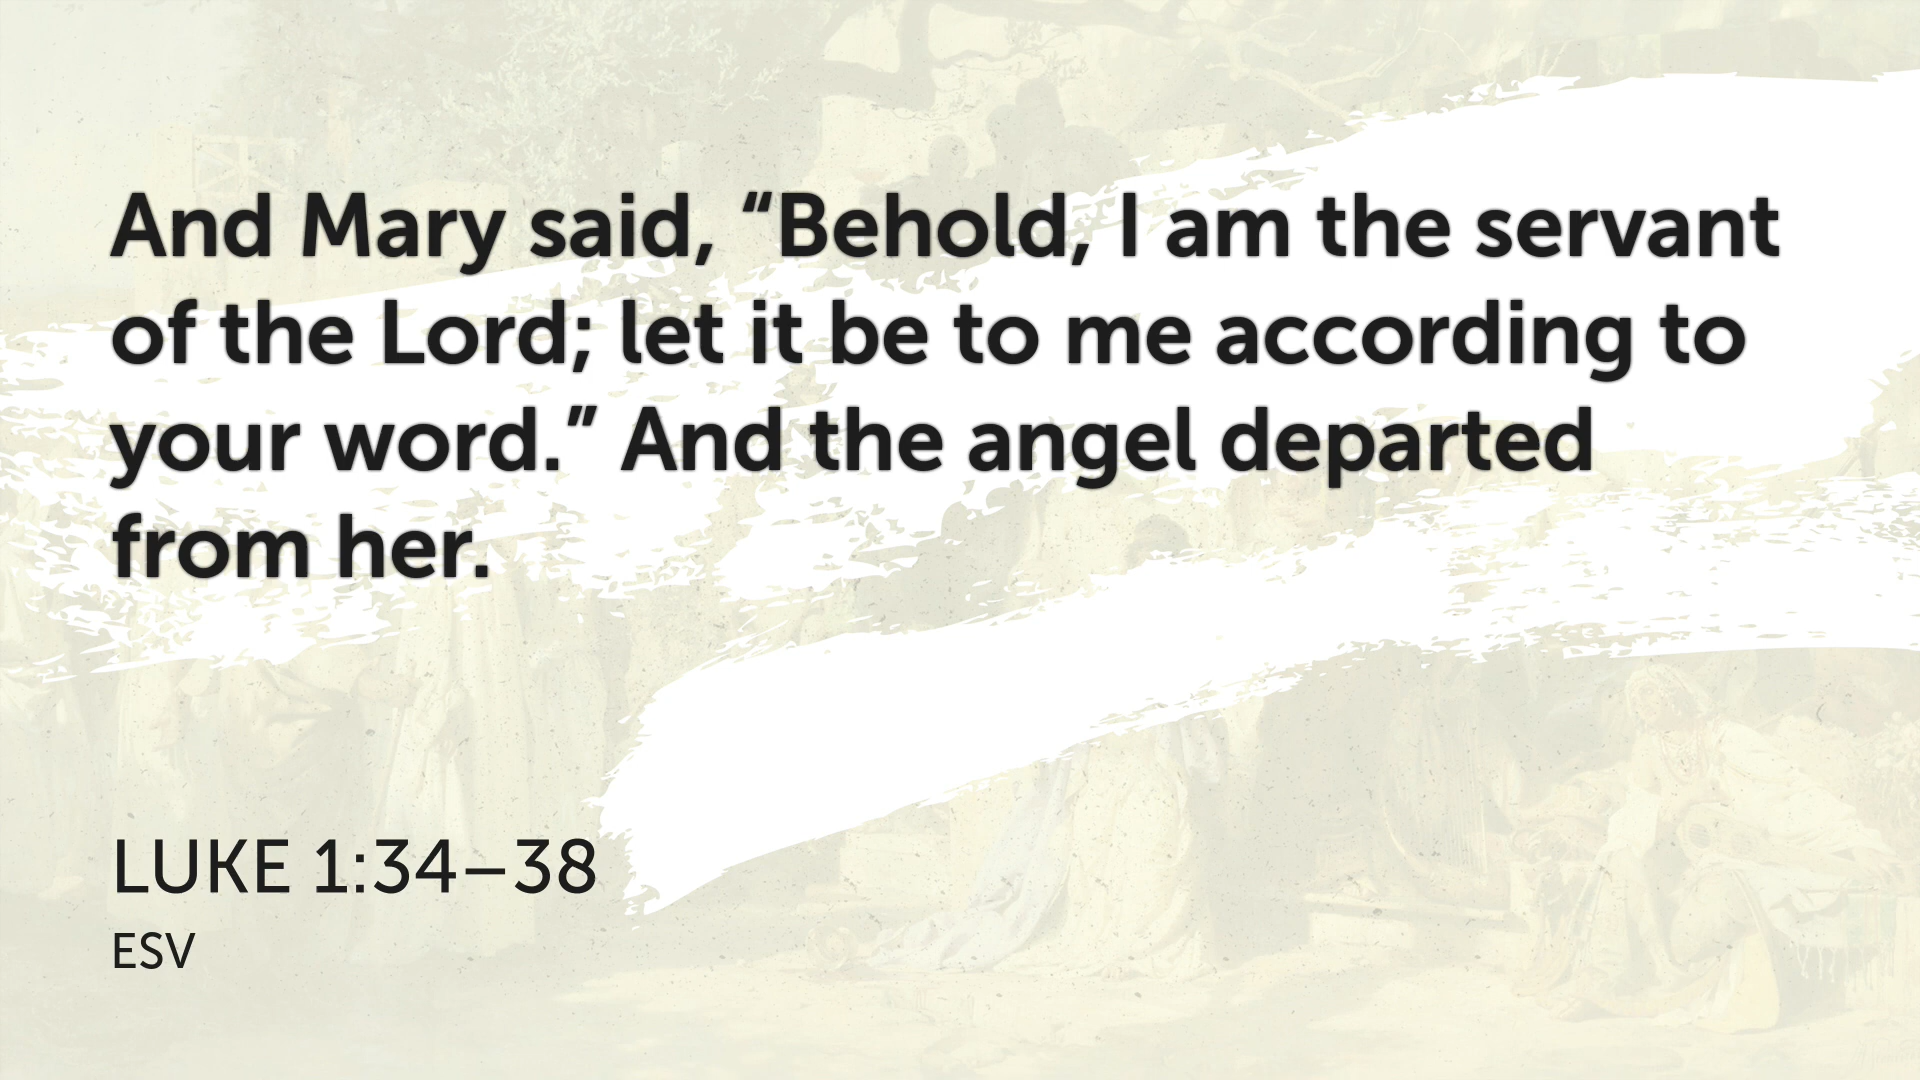 And Mary said, “Behold, I am the servant
of the Lord; let it be to me according to
your word.” And the angel departed
from her.
LUKE 1:34–38
ESV